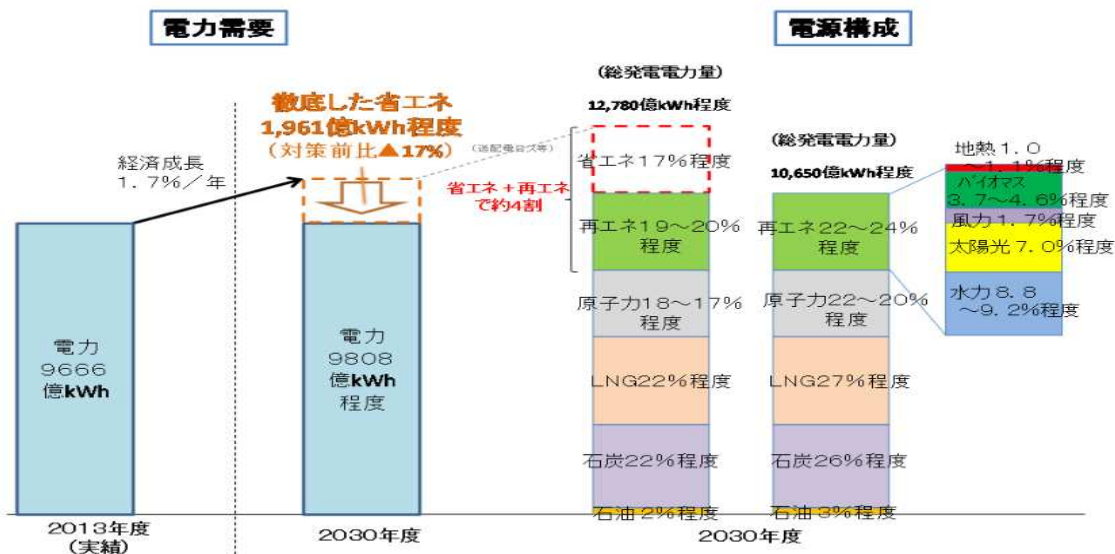 電力需要
電源構成
徹底した省エネ
1,961億kWh程度
(対策前比▲17%)
経済成長
1.7%/年
電力
9666
億kWh
電力
9808
億kWh
程度
2013年度
(実績)
2030年度
(総発電電力量)
12,780億kWh程度
(送配電ロス等)
省エネ17%程度
省エネ+再エネ
で約4割
再エネ19~20%
程度
原子力18~17%
程度
LNG22%程度
石炭22%程度
石油2%程度
(総発電電力量)
10,650億kWh程度
再エネ22~24%
程度
原子力22~20%
程度
LNG27%程度
石炭26%程度
石油3%程度
2030年度
地熱1.0
~1.1%程度
バイオマス
3.7~4.6%程度
風力1.7%程度
太陽光7.0%程度
水力8.8
~9.2%程度